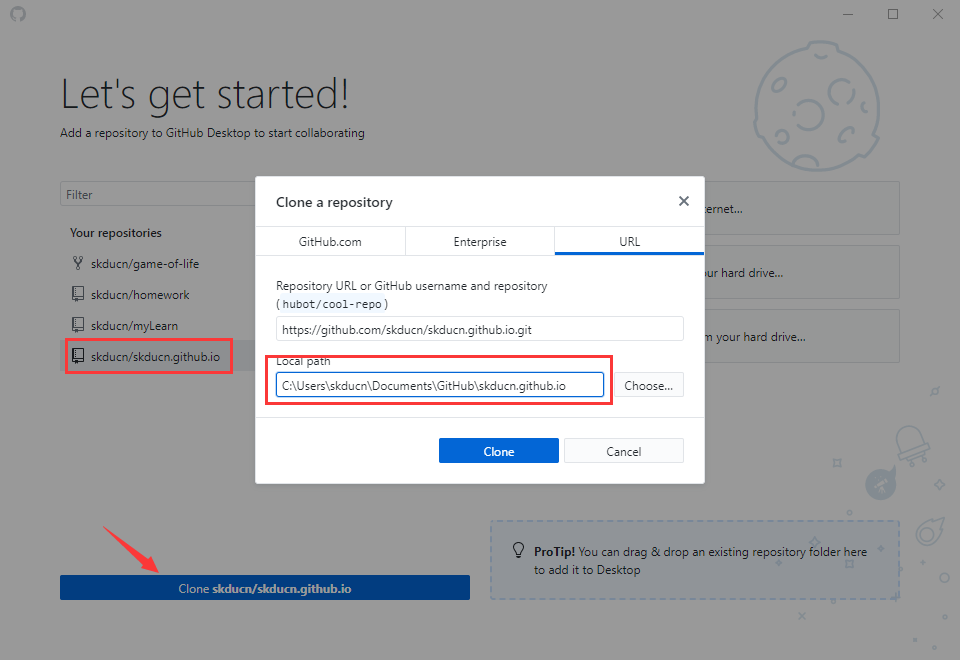 Let's get started!
Add a repository to GitHub Desktop to start collaborating
Filter
Your repositories
skducn/game-of-life
skducn/homework
skducn/myLearn
skducn/skducn.github.io
Clone skducn/skducn.github.io
ternet...
ur hard drive...
m your hard drive...
Clone a repository
GitHub.com
Enterprise
URL
Repository URL or GitHub username and repository
(hubot/cool-repo)
https://github.com/skducn/skducn.github.io.git
Local path
C:\Users\skducn\Documents\GitHub\skducn.github.io
Choose...
Clone
Cancel
ProTip! You can drag & drop an existing repository folder here
to add it to Desktop